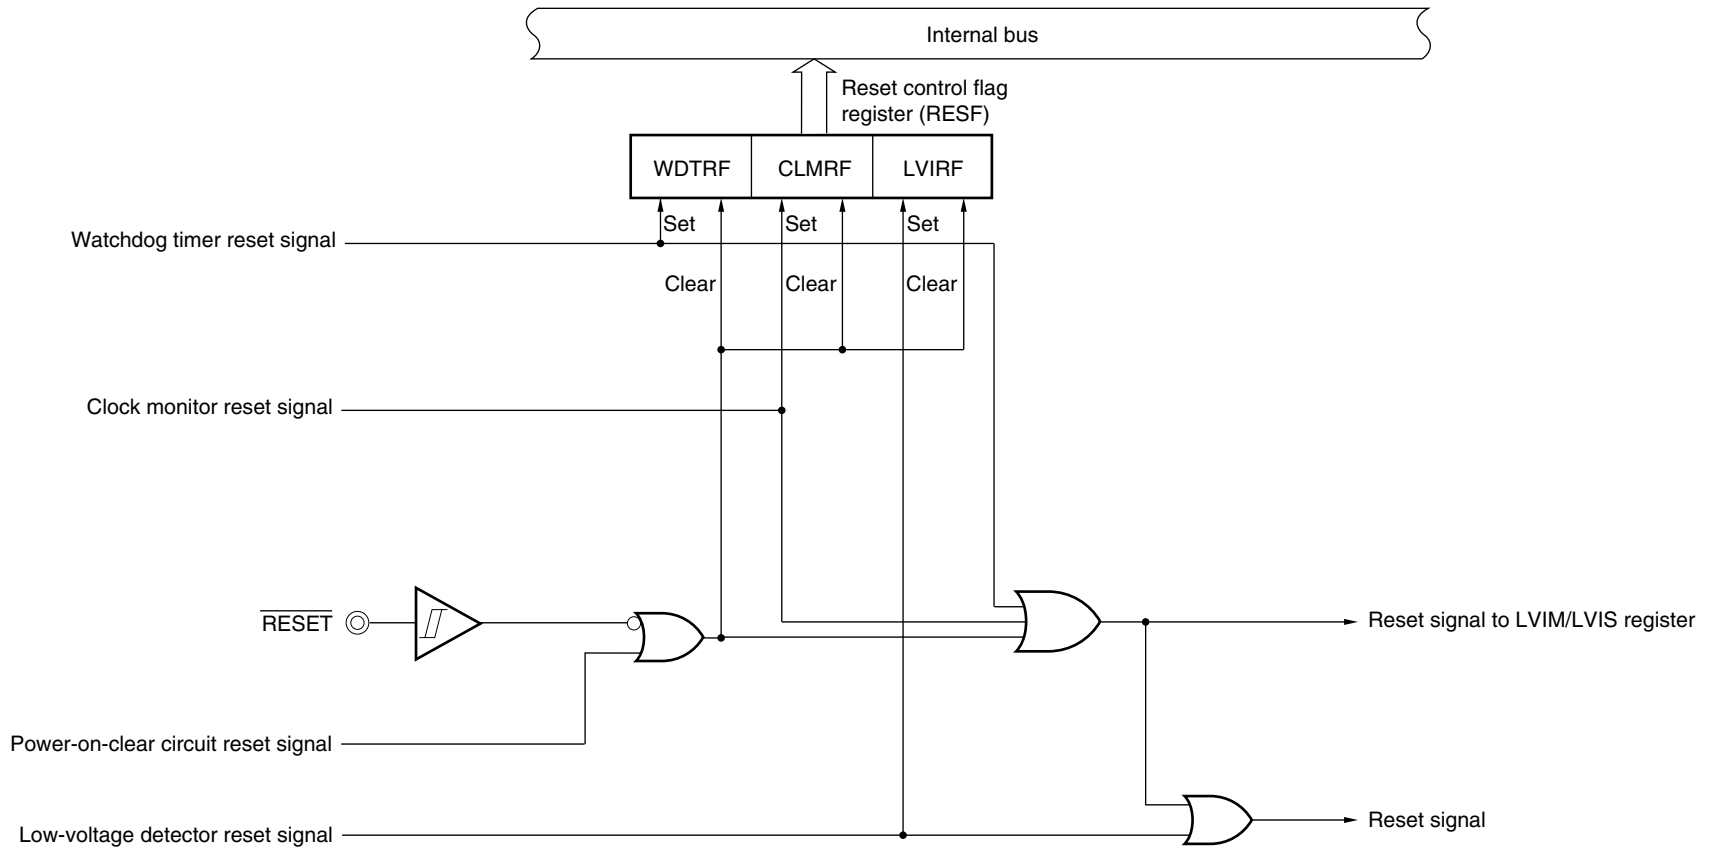 Internal bus
Reset control flag
register (RESF)
WDTRF
CLMRF
LVIRF
Set
Set
Set
Watchdog timer reset signal
Clear
Clear
Clear
Clock monitor reset signal
RESET
Reset signal to LVIM/LVIS register
Power-on-clear circuit reset signal
Low-voltage detector reset signal
Reset signal